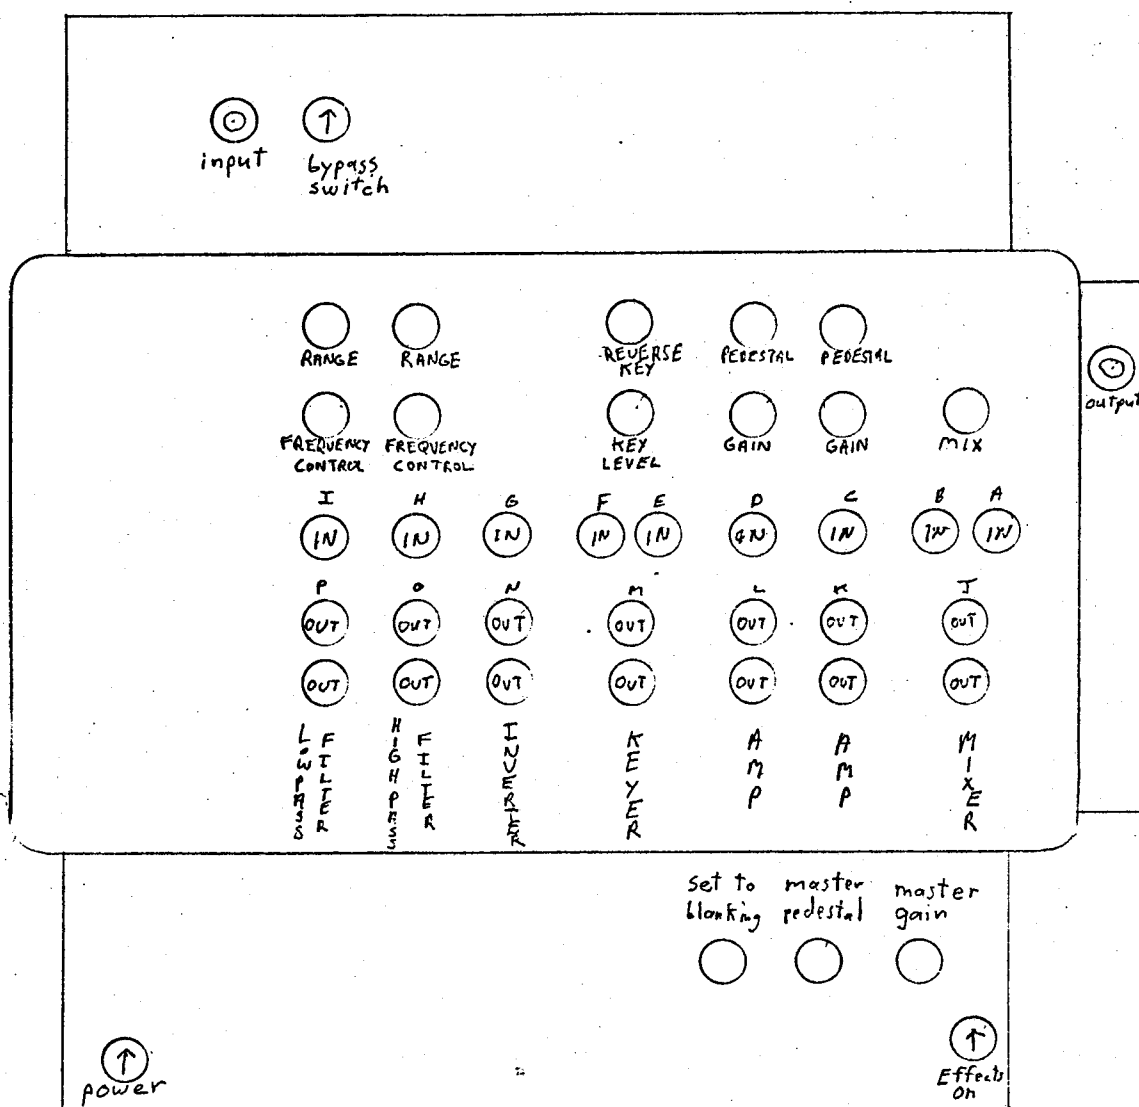 input
bypass
switch
RANGE RANGE REVERSE KEY PEDESTAL PEDESTAL
output
FREQUENCY CONTROL FREQUENCY CONTROL KEY LEVEL GAIN GAIN MIX
I H G F E D C B A
IN IN IN IN IN IN IN IN IN
P O N M L K J
OUT OUT OUT OUT OUT OUT OUT
OUT OUT OUT OUT OUT OUT OUT
LOWPASS FILTER
HIGHPASS FILTER
INVERTER
KEYER
AMP
AMP
MIXER
set to
blanking
master
pedestal
master
gain
power
Effects
on